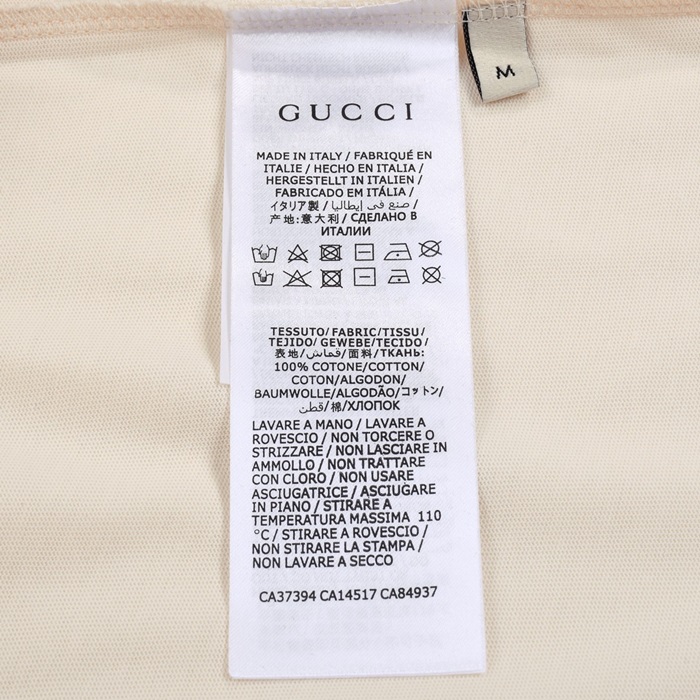 M
GUCCI
MADE IN ITALY / FABRIQUÉ EN
ITALIE / HECHO EN ITALIA /
HERGESTELLT IN ITALIEN /
FABRICADO EM ITÁLIA /
イタリア製 / صنع في إيطاليا /
产地:意大利 / СДЕЛАНО В
ИТАЛИИ
TESSUTO/FABRIC/TISSU/
TEJIDO/GEWEBE/TECIDO/
表地/قماش/面料/ТКАНЬ:
100% COTONE/COTTON/
COTON/ALGODON/
BAUMWOLLE/ALGODÃO/コットン/
قطن/棉/ХЛОПОК
LAVARE A MANO / LAVARE A
ROVESCIO / NON TORCERE O
STRIZZARE / NON LASCIARE IN
AMMOLLO / NON TRATTARE
CON CLORO / NON USARE
ASCIUGATRICE / ASCIUGARE
IN PIANO / STIRARE A
TEMPERATURA MASSIMA 110
°C / STIRARE A ROVESCIO /
NON STIRARE LA STAMPA /
NON LAVARE A SECCO
CA37394 CA14517 CA84937